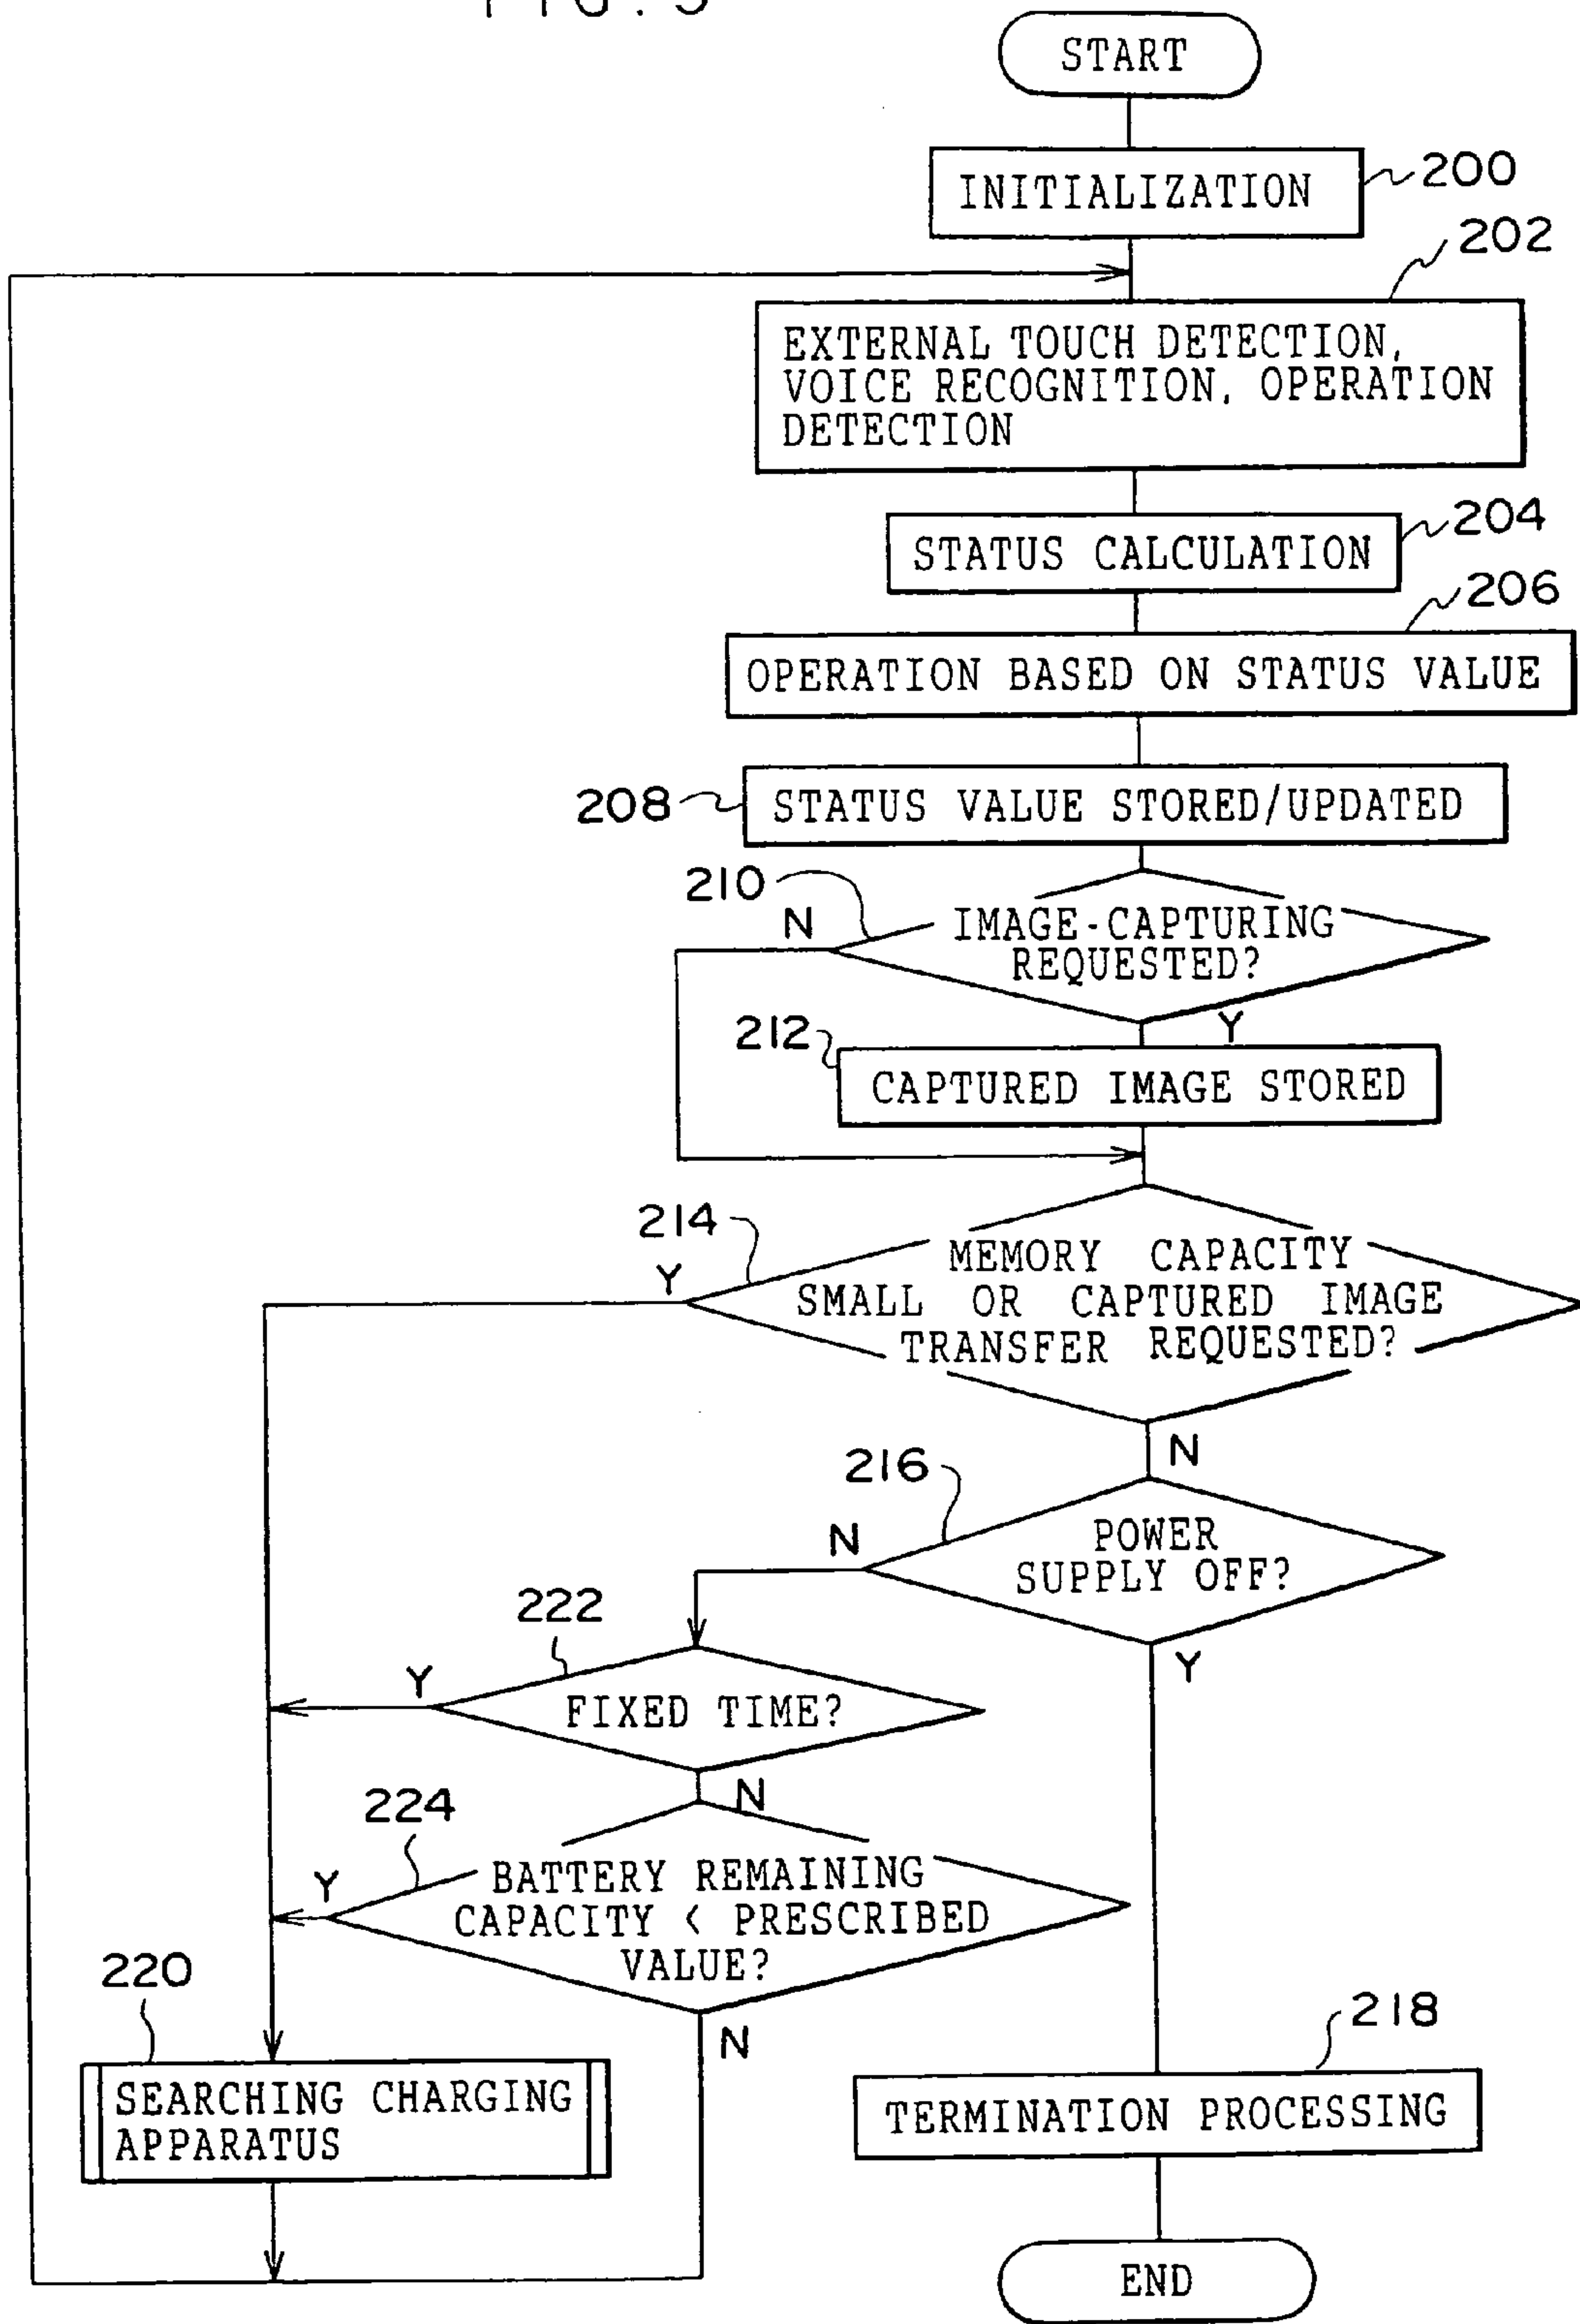 START
INITIALIZATION
200
202
EXTERNAL TOUCH DETECTION,
VOICE RECOGNITION, OPERATION
DETECTION
204
STATUS CALCULATION
206
OPERATION BASED ON STATUS VALUE
208
STATUS VALUE STORED/UPDATED
210
N
IMAGE-CAPTURING
REQUESTED?
Y
212
CAPTURED IMAGE STORED
214
Y
MEMORY CAPACITY
SMALL OR CAPTURED IMAGE
TRANSFER REQUESTED?
N
216
N
POWER
SUPPLY OFF?
Y
222
Y
FIXED TIME?
N
224
Y
BATTERY REMAINING
CAPACITY < PRESCRIBED
VALUE?
N
220
SEARCHING CHARGING
APPARATUS
218
TERMINATION PROCESSING
END